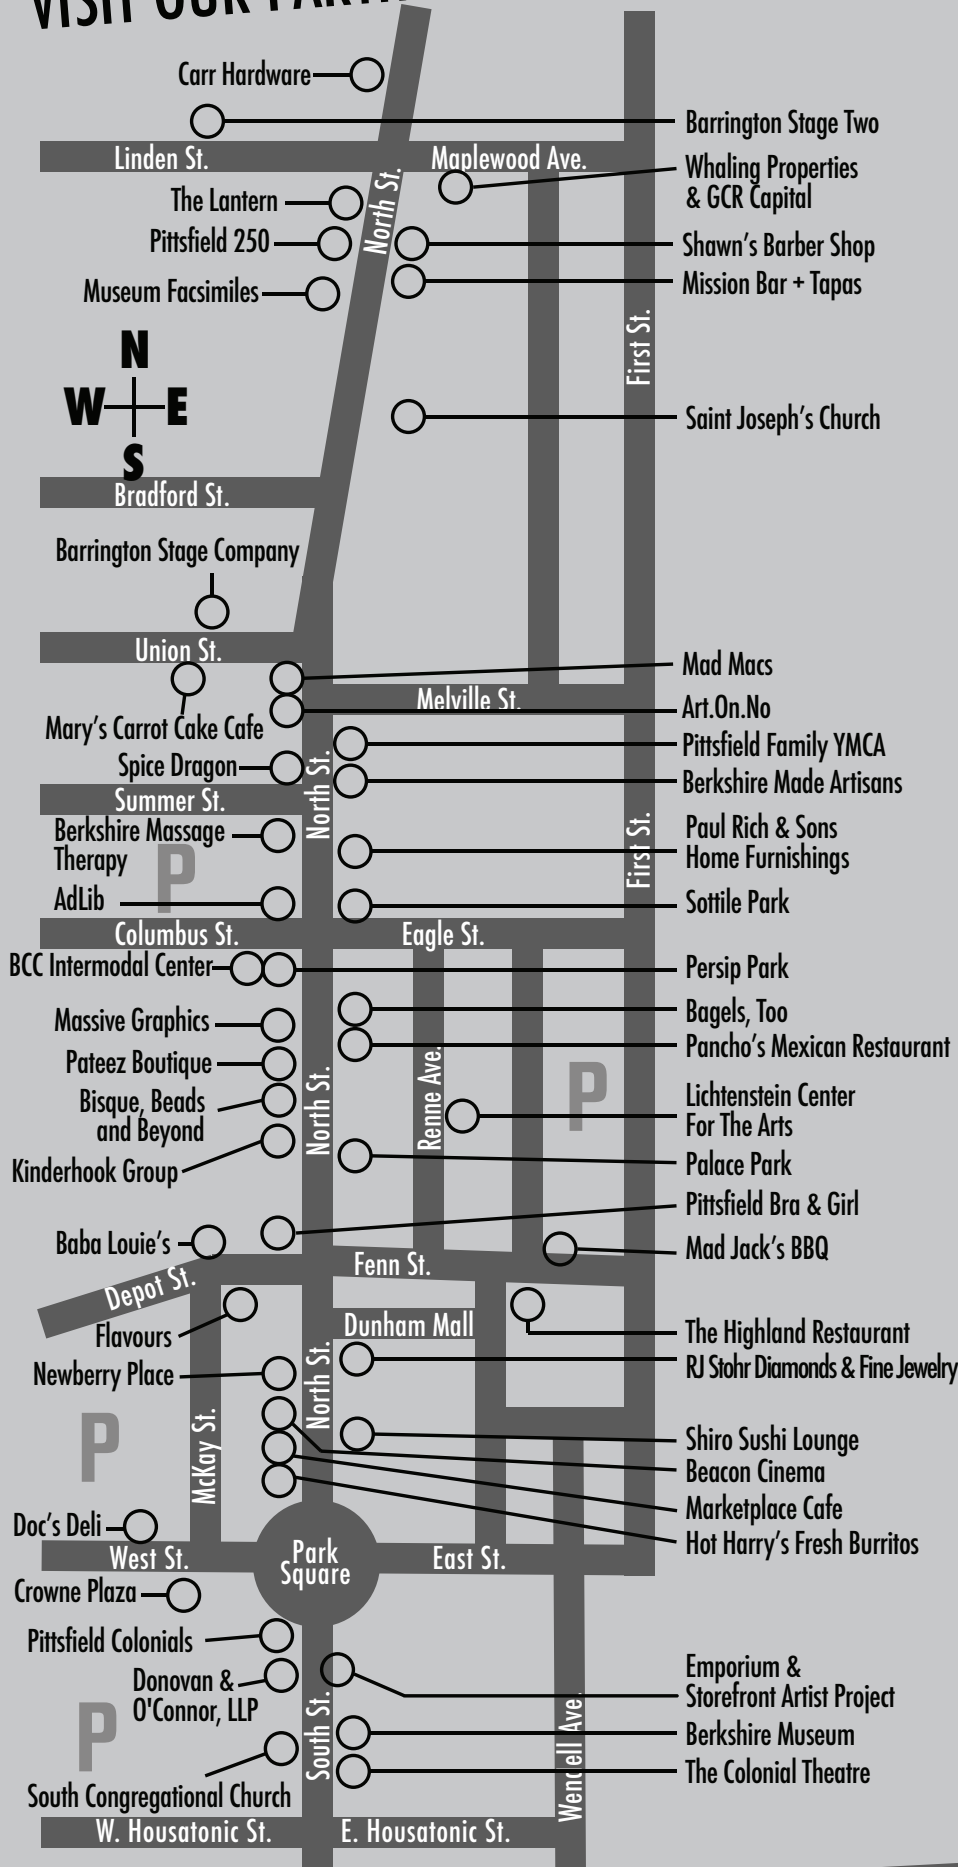 VISIT OUR
Carr Hardware
Barrington Stage Two
Linden St.
Maplewood Ave.
Whaling Properties
& GCR Capital
The Lantern
North St.
Pittsfield 250
Shawn's Barber Shop
Museum Facsimiles
Mission Bar + Tapas
First St.
N
W E
S
Saint Joseph's Church
Bradford St.
Barrington Stage Company
Union St.
Mad Macs
Melville St.
Art.On.No
Mary's Carrot Cake Cafe
Pittsfield Family YMCA
Spice Dragon
North St.
Berkshire Made Artisans
Summer St.
Berkshire Massage
Therapy
P
Paul Rich & Sons
Home Furnishings
First St.
AdLib
Sottile Park
Columbus St.
Eagle St.
BCC Intermodal Center
Persip Park
Massive Graphics
Bagels, Too
Pancho's Mexican Restaurant
Pateez Boutique
North St.
Renne Ave.
P
Bisque, Beads
and Beyond
Lichtenstein Center
For The Arts
Kinderhook Group
Palace Park
Pittsfield Bra & Girl
Baba Louie's
Mad Jack's BBQ
Depot St.
Fenn St.
Flavours
Dunham Mall
The Highland Restaurant
Newberry Place
North St.
RJ Stohr Diamonds & Fine Jewelry
P
McKay St.
Shiro Sushi Lounge
Beacon Cinema
Marketplace Cafe
Doc's Deli
Hot Harry's Fresh Burritos
West St.
Park
Square
East St.
Crowne Plaza
Pittsfield Colonials
Donovan &
O'Connor, LLP
Emporium &
Storefront Artist Project
P
South St.
Wendell Ave.
Berkshire Museum
The Colonial Theatre
South Congregational Church
W. Housatonic St.
E. Housatonic St.